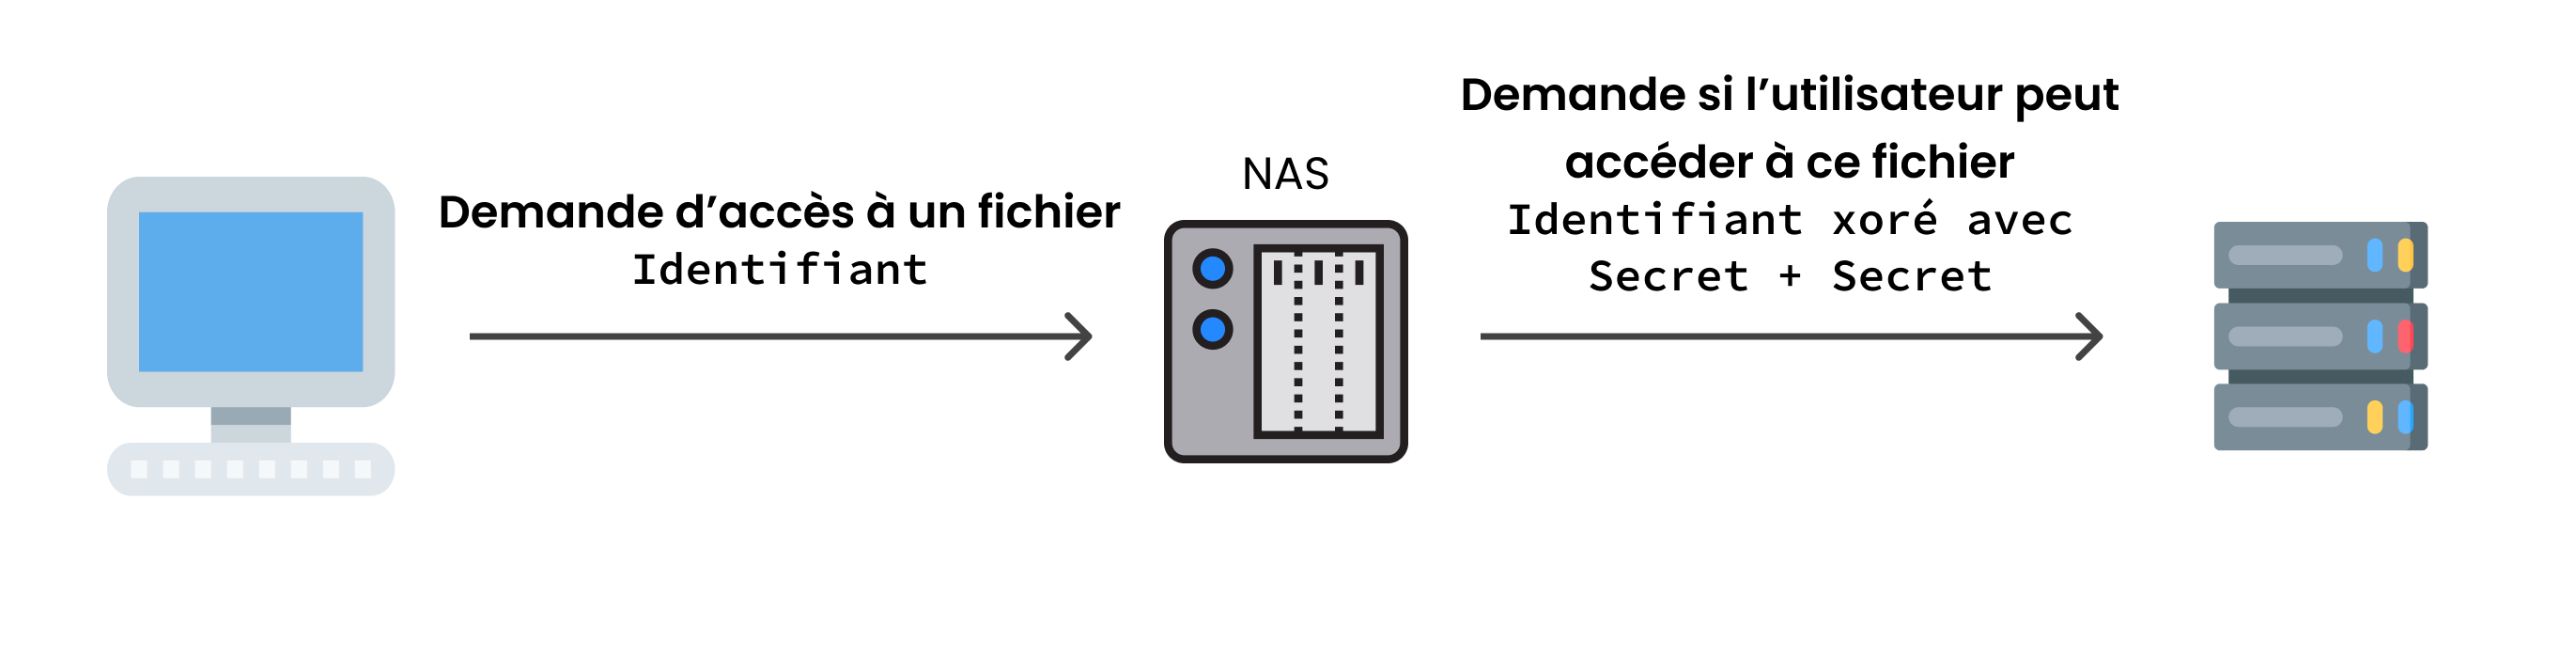 Demande d’accès à un fichier
Identifiant
NAS
Demande si l’utilisateur peut
accéder à ce fichier
Identifiant xoré avec
Secret + Secret